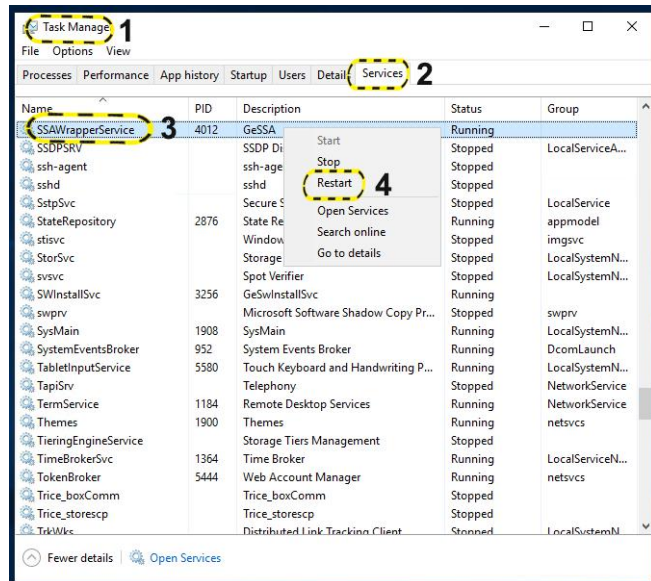 Task Manage 1
File Options View
Processes Performance App history Startup Users Detail Services 2
Name PID Description Status Group
SSAWrapperService 3 4012 GeSSA Running
SSDPSRV SSDP Di Stopped LocalServiceA...
ssh-agent ssh-age Stopped
sshd sshd Stopped
SstpSvc Secure S Stopped LocalService
StateRepository 2876 State Re Running appmodel
stisvc Window Stopped imgsvc
StorSvc Storage Stopped LocalSystemN...
svsvc Spot Verifier Stopped LocalSystemN...
SWInstallSvc 3256 GeSwInstallSvc Running
swprv Microsoft Software Shadow Copy Pr... Stopped swprv
SysMain 1908 SysMain Running LocalSystemN...
SystemEventsBroker 952 System Events Broker Running DcomLaunch
TabletInputService 5580 Touch Keyboard and Handwriting P... Running LocalSystemN...
TapiSrv Telephony Stopped NetworkService
TermService 1184 Remote Desktop Services Running NetworkService
Themes 1900 Themes Running netsvcs
TieringEngineService Storage Tiers Management Stopped
TimeBrokerSvc 1364 Time Broker Running LocalServiceN...
TokenBroker 5444 Web Account Manager Running netsvcs
Trice_boxComm Trice_boxComm Stopped
Trice_storescp Trice_storescp Stopped
TrkWks Distributed Link Tracking Client Stopped LocalSystemN...
Start
Stop
Restart 4
Open Services
Search online
Go to details
Fewer details Open Services